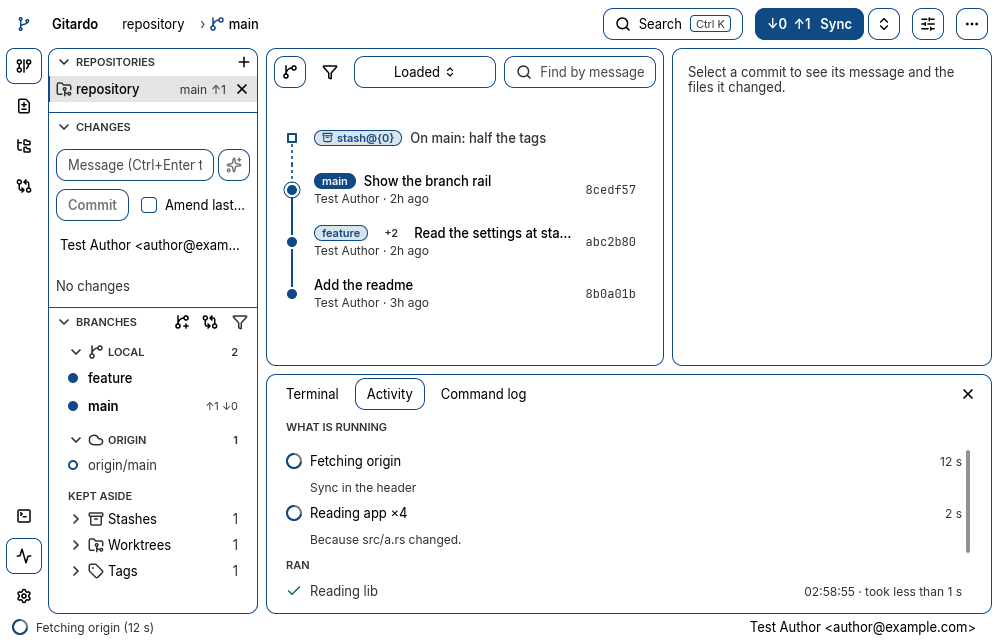 Gitardo repository › main Search Ctrl K ↓0 ↑1 Sync
REPOSITORIES
repository main ↑1
CHANGES
Message (Ctrl+Enter t
Commit Amend last...
Test Author <author@exam...
No changes
BRANCHES
LOCAL 2
feature
main ↑1 ↓0
ORIGIN 1
origin/main
KEPT ASIDE
Stashes 1
Worktrees 1
Tags 1
Loaded Find by message
stash@{0} On main: half the tags
main Show the branch rail
Test Author · 2h ago 8cedf57
feature +2 Read the settings at sta...
Test Author · 2h ago abc2b80
Add the readme
Test Author · 3h ago 8b0a01b
Select a commit to see its message and the
files it changed.
Terminal Activity Command log
WHAT IS RUNNING
Fetching origin 12 s
Sync in the header
Reading app ×4 2 s
Because src/a.rs changed.
RAN
Reading lib 02:58:55 · took less than 1 s
Fetching origin (12 s) Test Author <author@example.com>